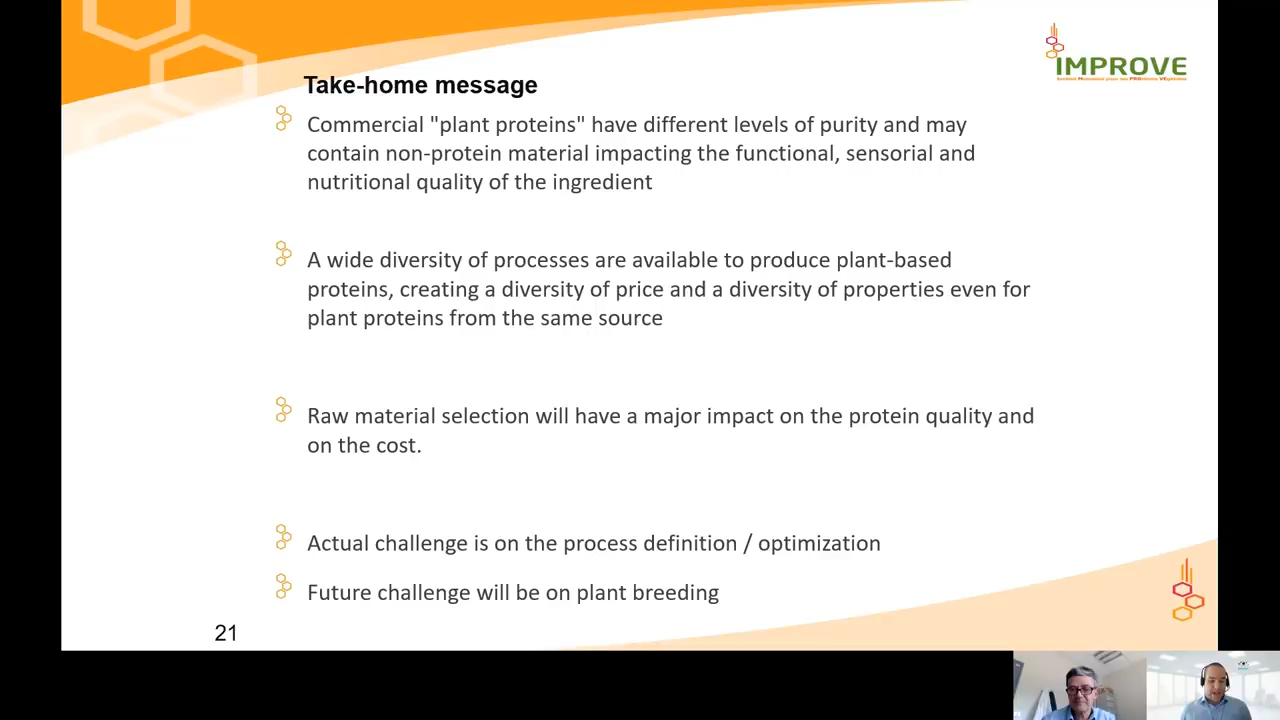 IMPROVE
Take-home message
Commercial "plant proteins" have different levels of purity and may
contain non-protein material impacting the functional, sensorial and
nutritional quality of the ingredient
A wide diversity of processes are available to produce plant-based
proteins, creating a diversity of price and a diversity of properties even for
plant proteins from the same source
Raw material selection will have a major impact on the protein quality and
on the cost.
Actual challenge is on the process definition / optimization
Future challenge will be on plant breeding
21